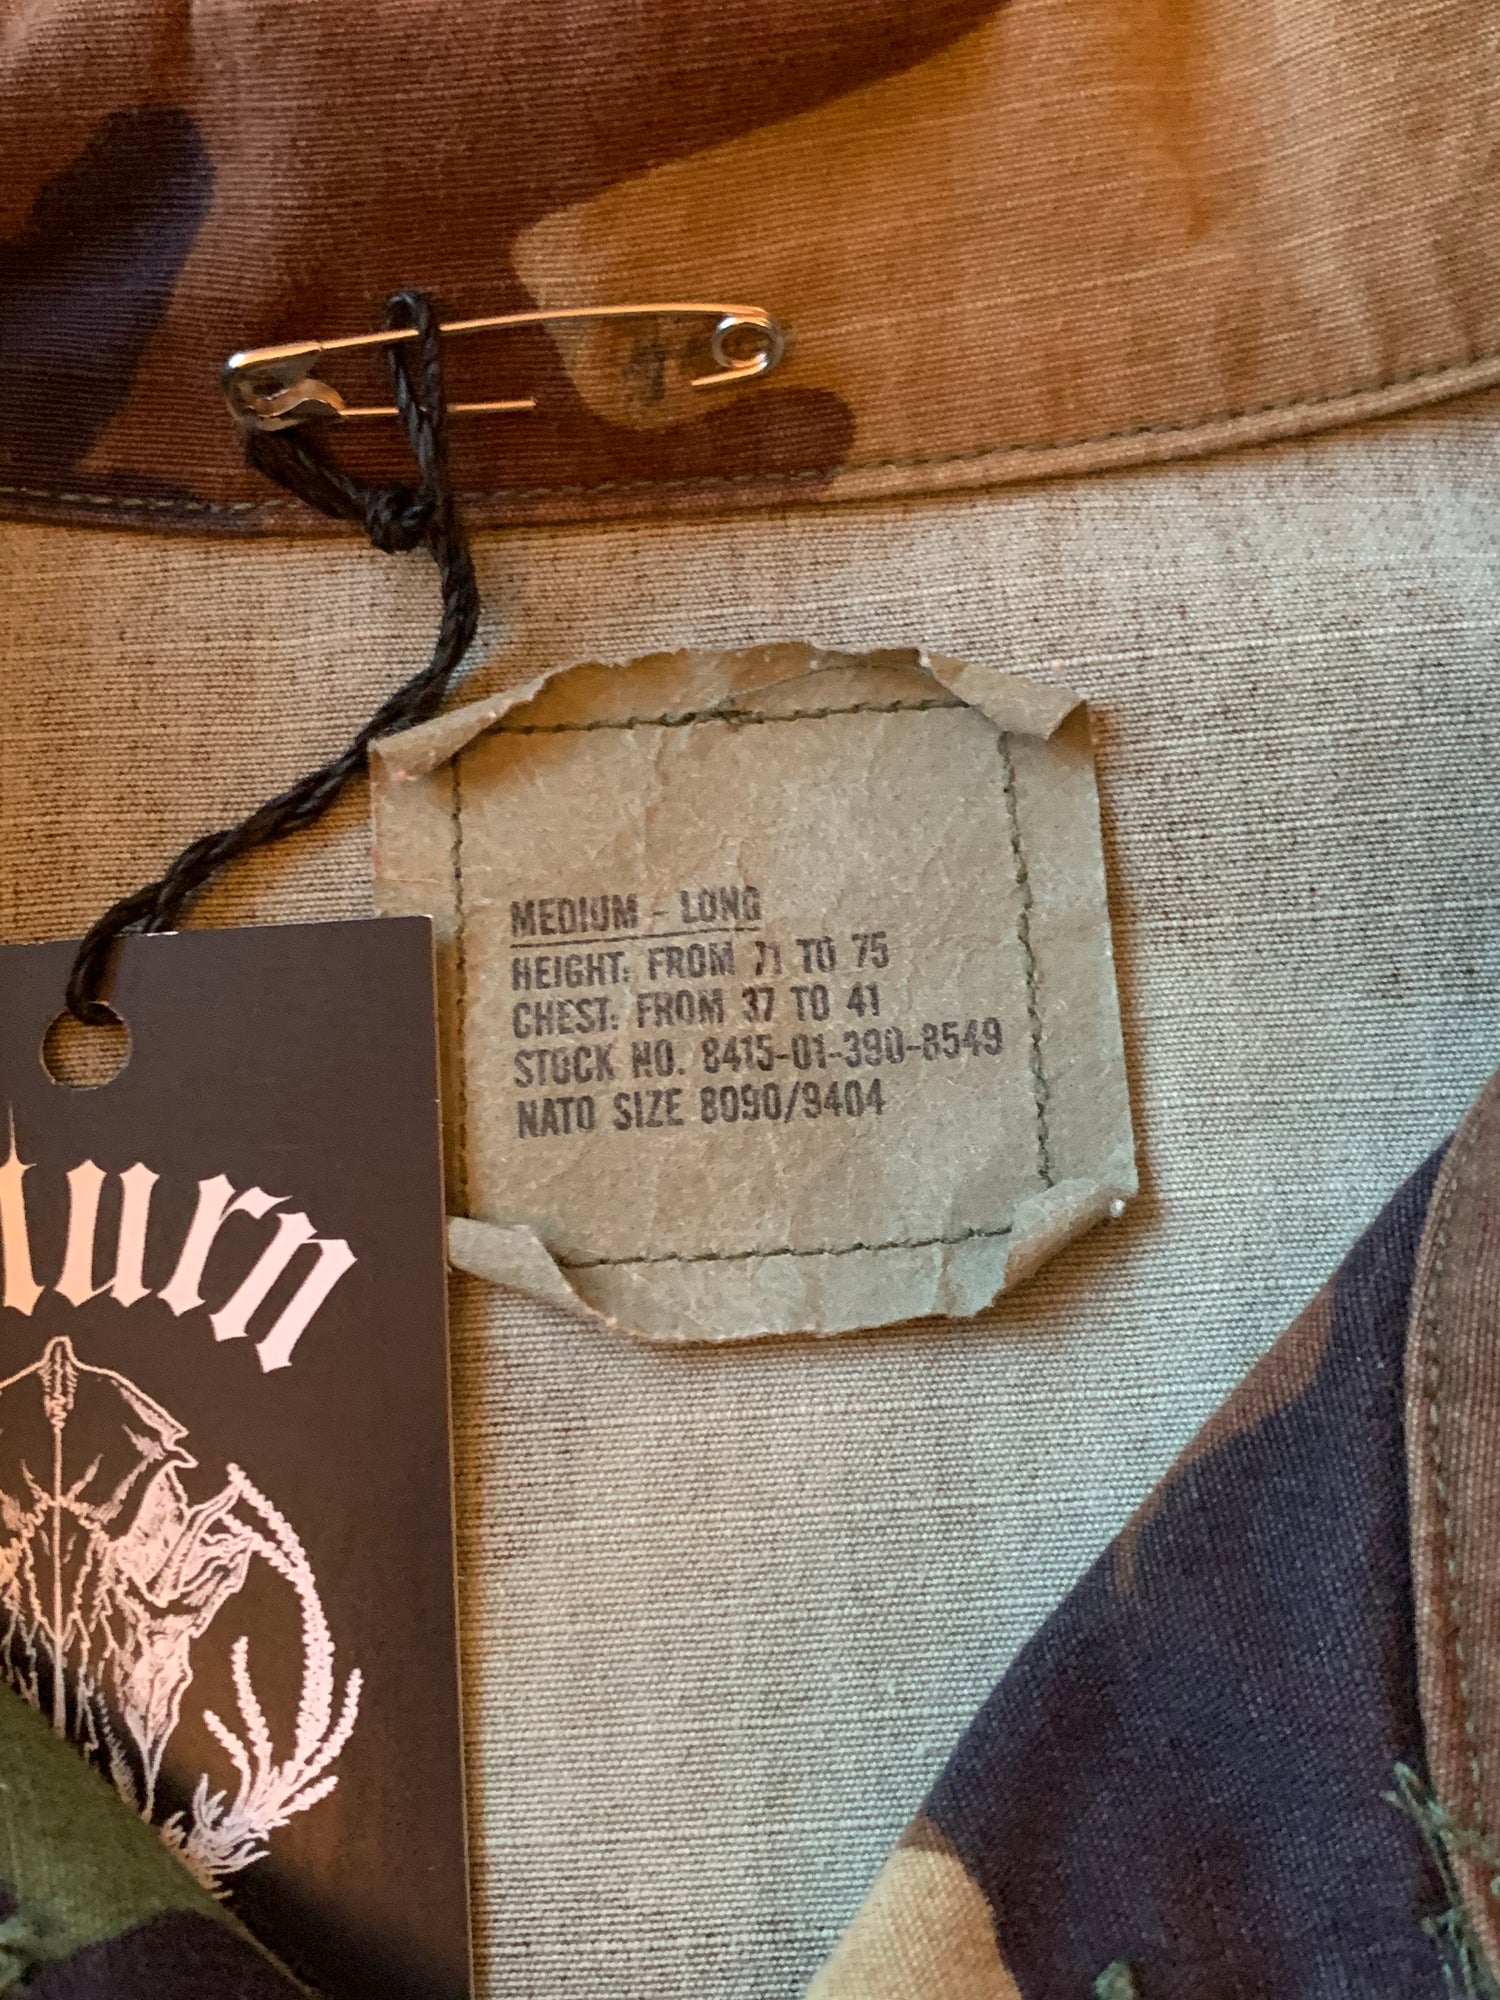 MEDIUM - LONG
HEIGHT: FROM 71 TO 75
CHEST: FROM 37 TO 41
STOCK NO. 8415-01-390-8549
NATO SIZE 8090/9404
turn